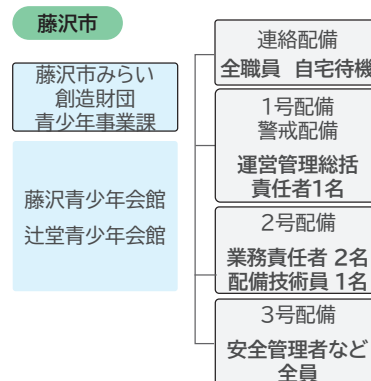 藤沢市
藤沢市みらい
創造財団
青少年事業課
藤沢青少年会館
辻堂青少年会館
連絡配備
全職員 自宅待機
1号配備
警戒配備
運営管理総括
責任者1名
2号配備
業務責任者 2名
配備技術員 1名
3号配備
安全管理者など
全員